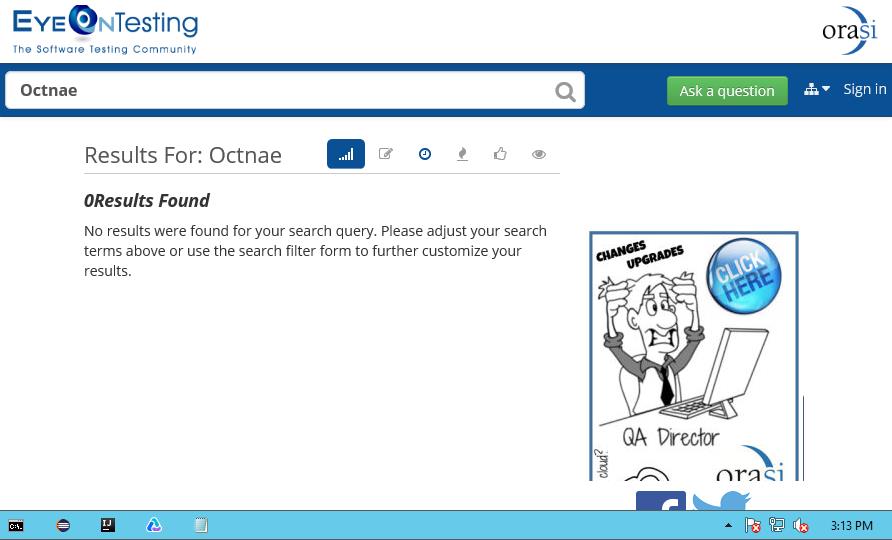 EYEONTESTING
The Software Testing Community
orasi
Octnae
Ask a question
Sign in
Results For: Octnae
0Results Found
No results were found for your search query. Please adjust your search
terms above or use the search filter form to further customize your
results.
CHANGES
UPGRADES
CLICK
HERE
QA Director
cloud?
orasi
C:\.
IJ
3:13 PM